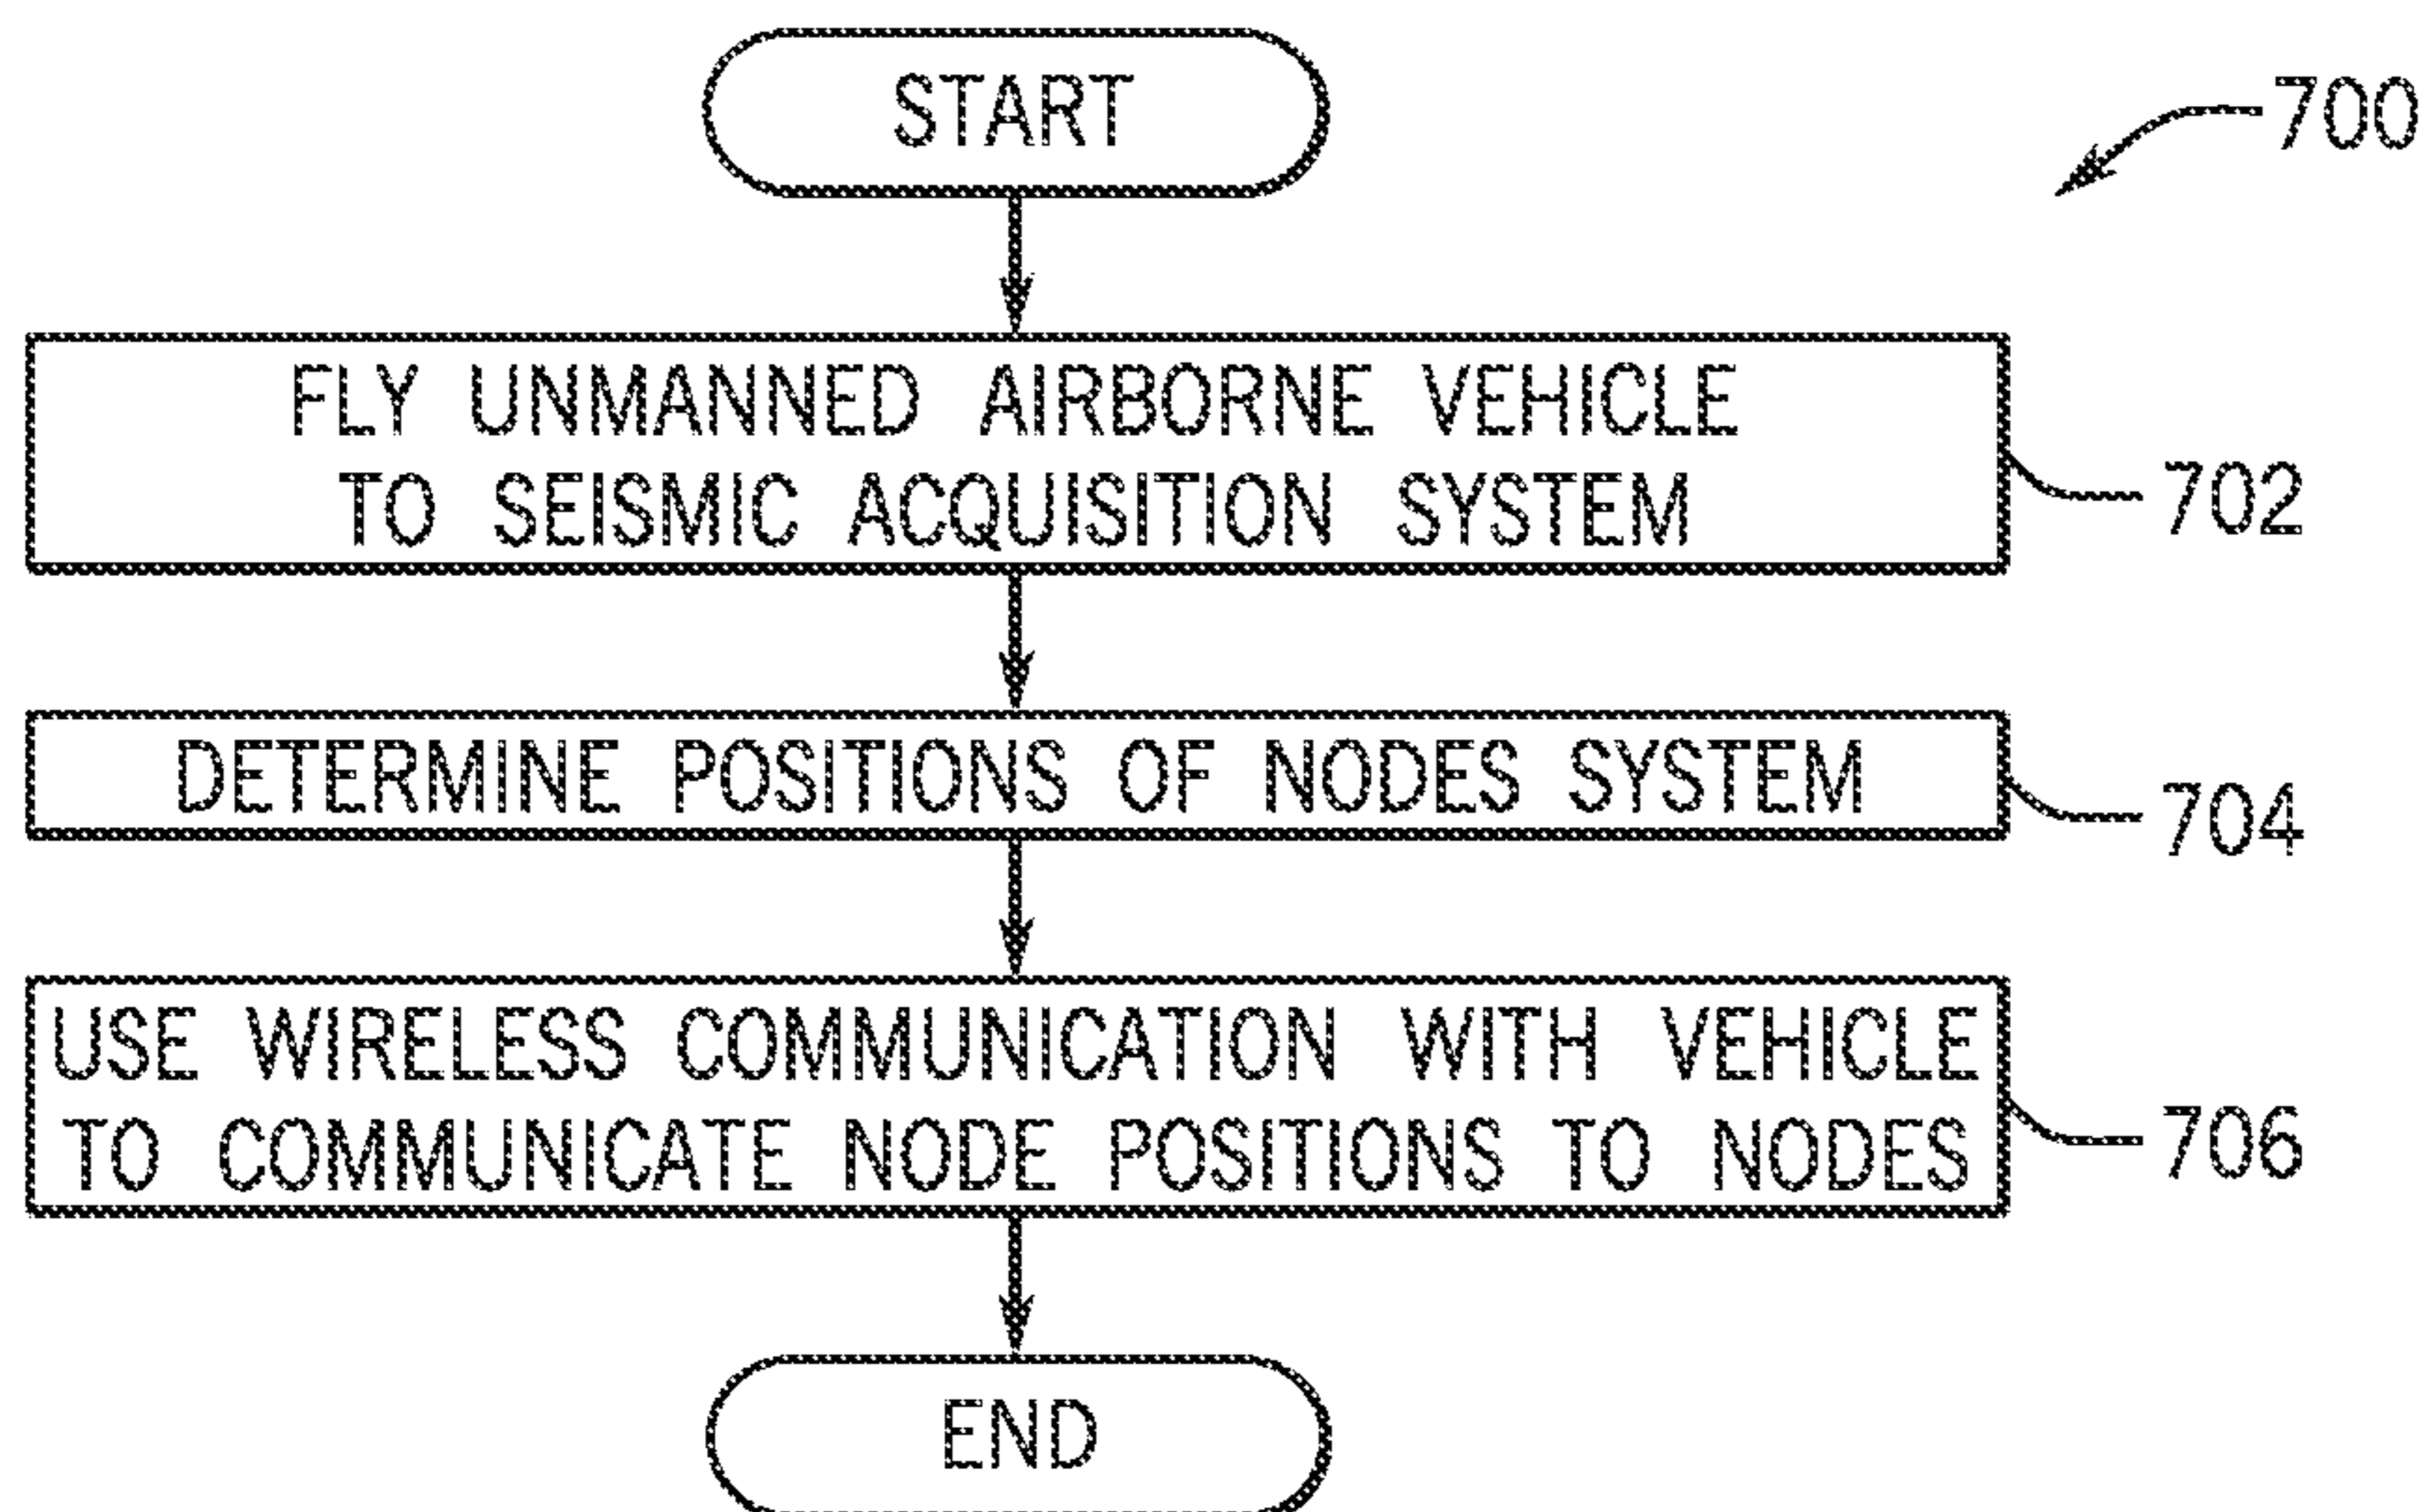 START
700
FLY UNMANNED AIRBORNE VEHICLE
TO SEISMIC ACQUISITION SYSTEM
702
DETERMINE POSITIONS OF NODES SYSTEM
704
USE WIRELESS COMMUNICATION WITH VEHICLE
TO COMMUNICATE NODE POSITIONS TO NODES
706
END